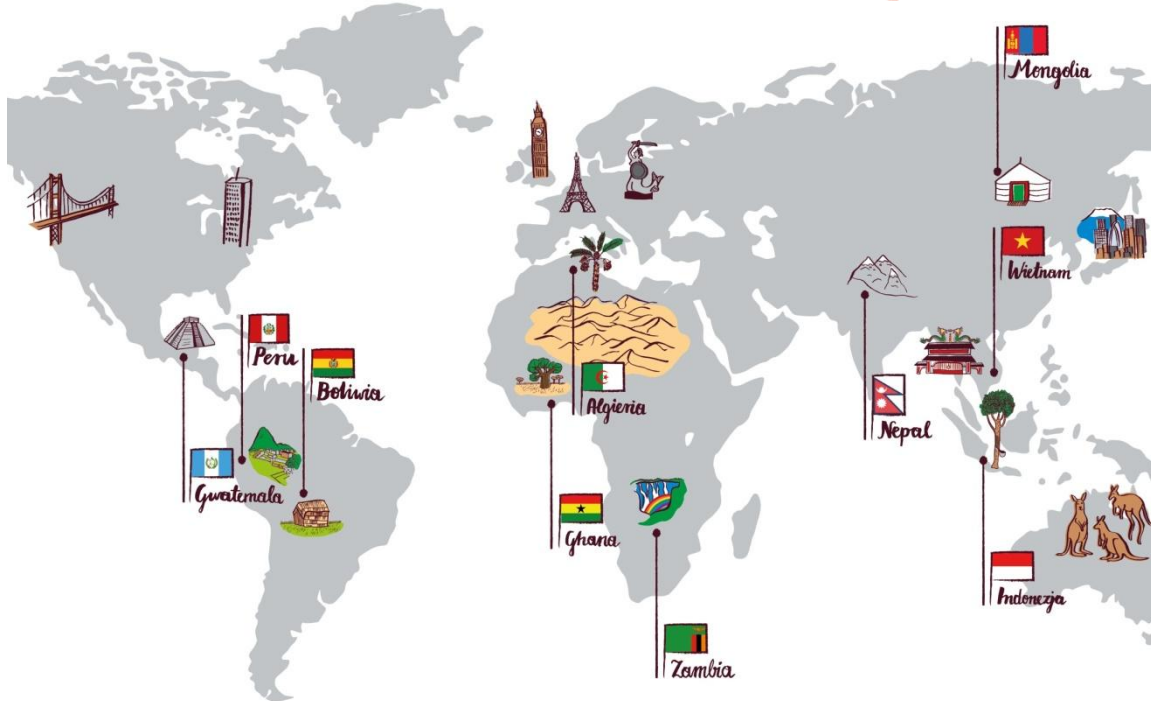 Mongolia
Wietnam
Peru
Boliwia
Algieria
Nepal
Gwatemala
Ghana
Indonezja
Zambia